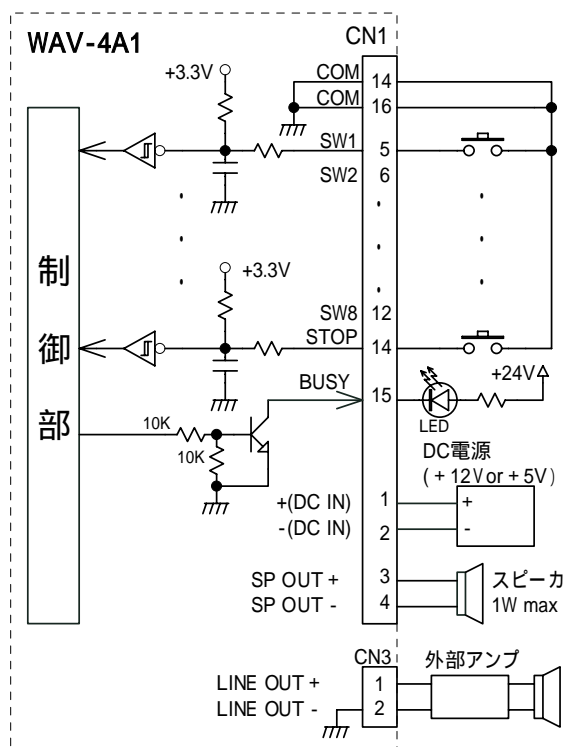 WAV-4A1
CN1
+3.3V
COM 14
COM 16
SW1 5
SW2 6
+3.3V
SW8 12
STOP 14
制御部
BUSY 15
+24V
LED
10K
10K
DC電源
(+12Vor+5V)
+(DC IN) 1 +
-(DC IN) 2 -
SP OUT + 3
SP OUT - 4
スピーカ
1W max
CN3
外部アンプ
LINE OUT + 1
LINE OUT - 2